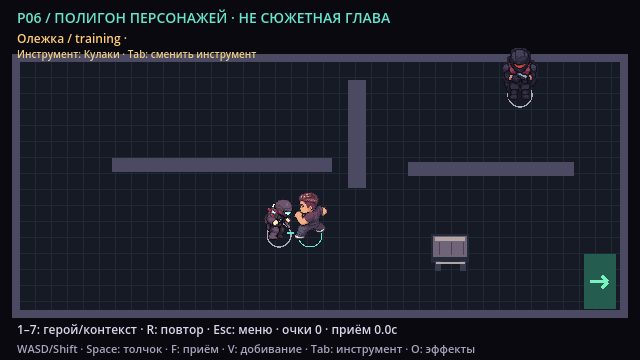 P06 / ПОЛИГОН ПЕРСОНАЖЕЙ · НЕ СЮЖЕТНАЯ ГЛАВА
Олежка / training ·
Инструмент: Кулаки · Tab: сменить инструмент
1–7: герой/контекст · R: повтор · Esc: меню · очки 0 · приём 0.0с
WASD/Shift · Space: толчок · F: приём · V: добивание · Tab: инструмент · O: эффекты